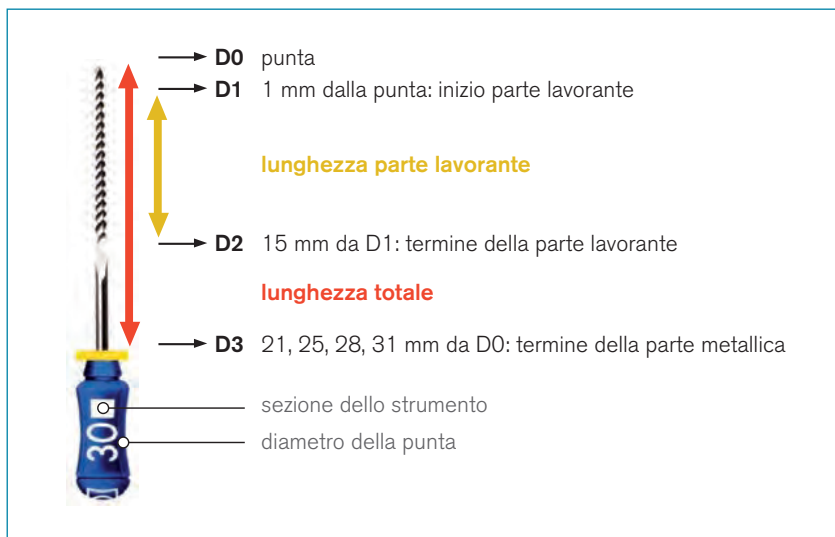 D0 punta
D1 1 mm dalla punta: inizio parte lavorante
lunghezza parte lavorante
D2 15 mm da D1: termine della parte lavorante
lunghezza totale
D3 21, 25, 28, 31 mm da D0: termine della parte metallica
sezione dello strumento
diametro della punta
30